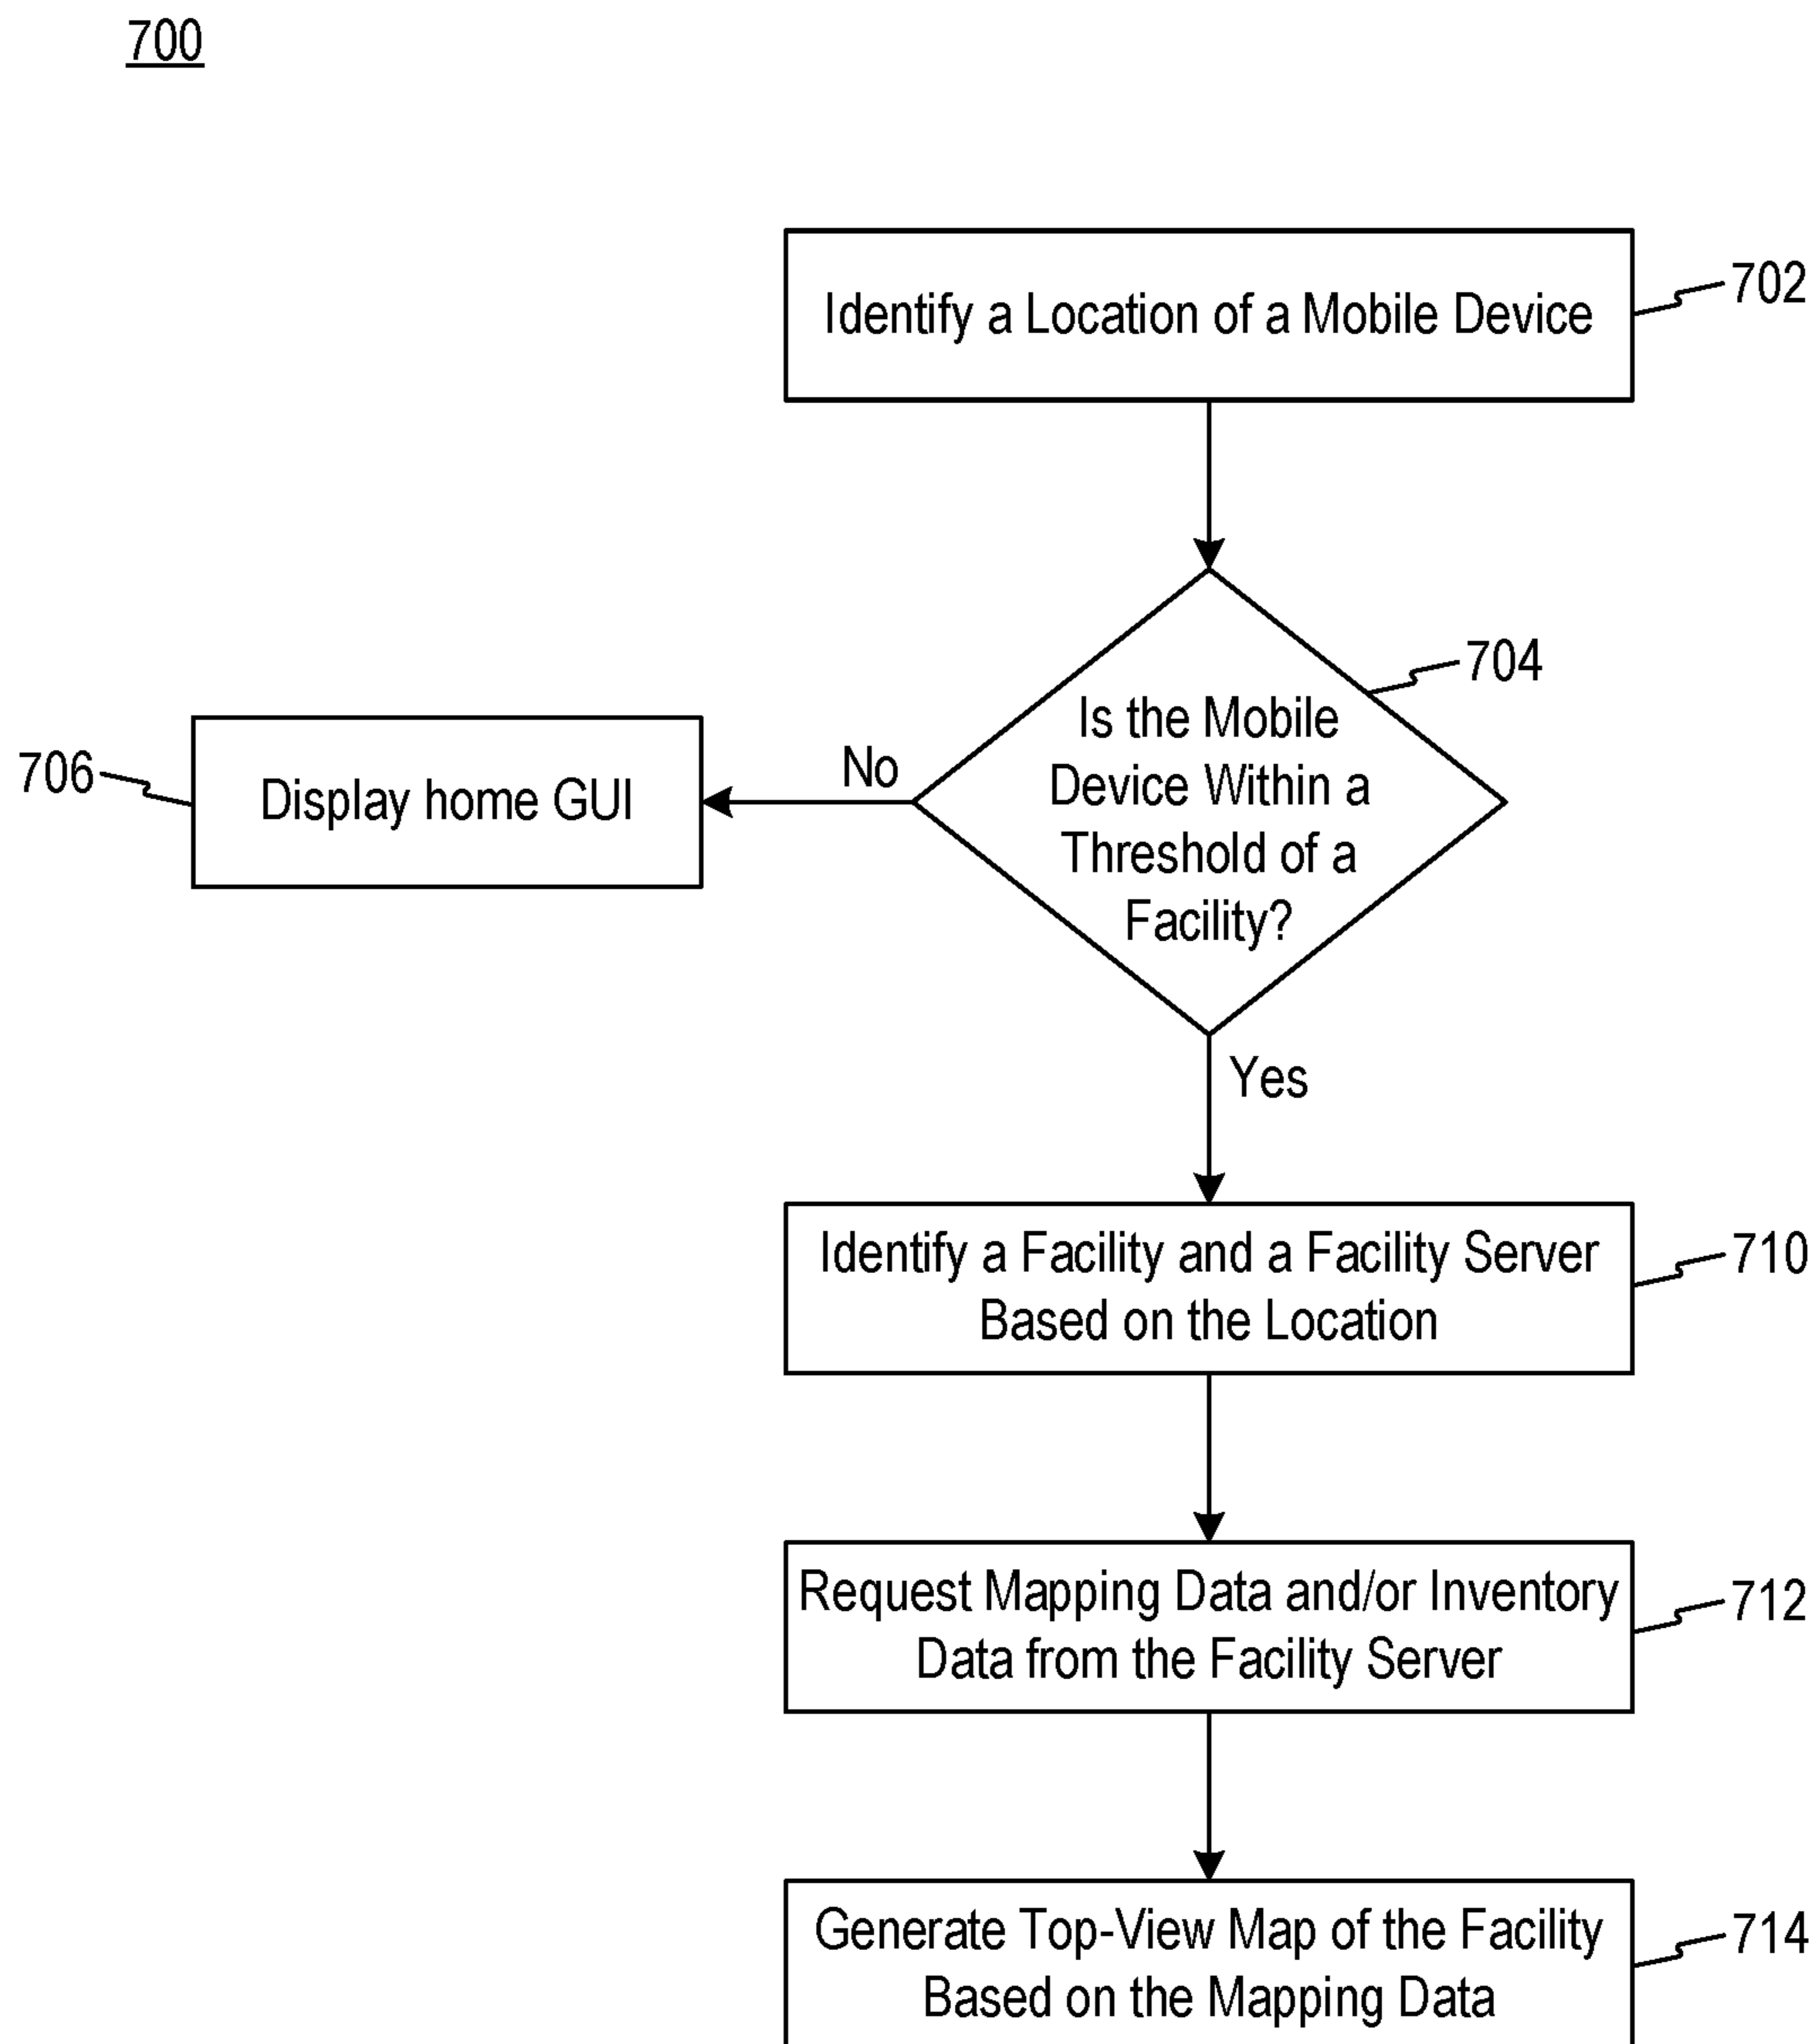 700
Identify a Location of a Mobile Device
702
704
Is the Mobile
Device Within a
Threshold of a
Facility?
No
706
Display home GUI
Yes
Identify a Facility and a Facility Server
Based on the Location
710
Request Mapping Data and/or Inventory
Data from the Facility Server
712
Generate Top-View Map of the Facility
Based on the Mapping Data
714